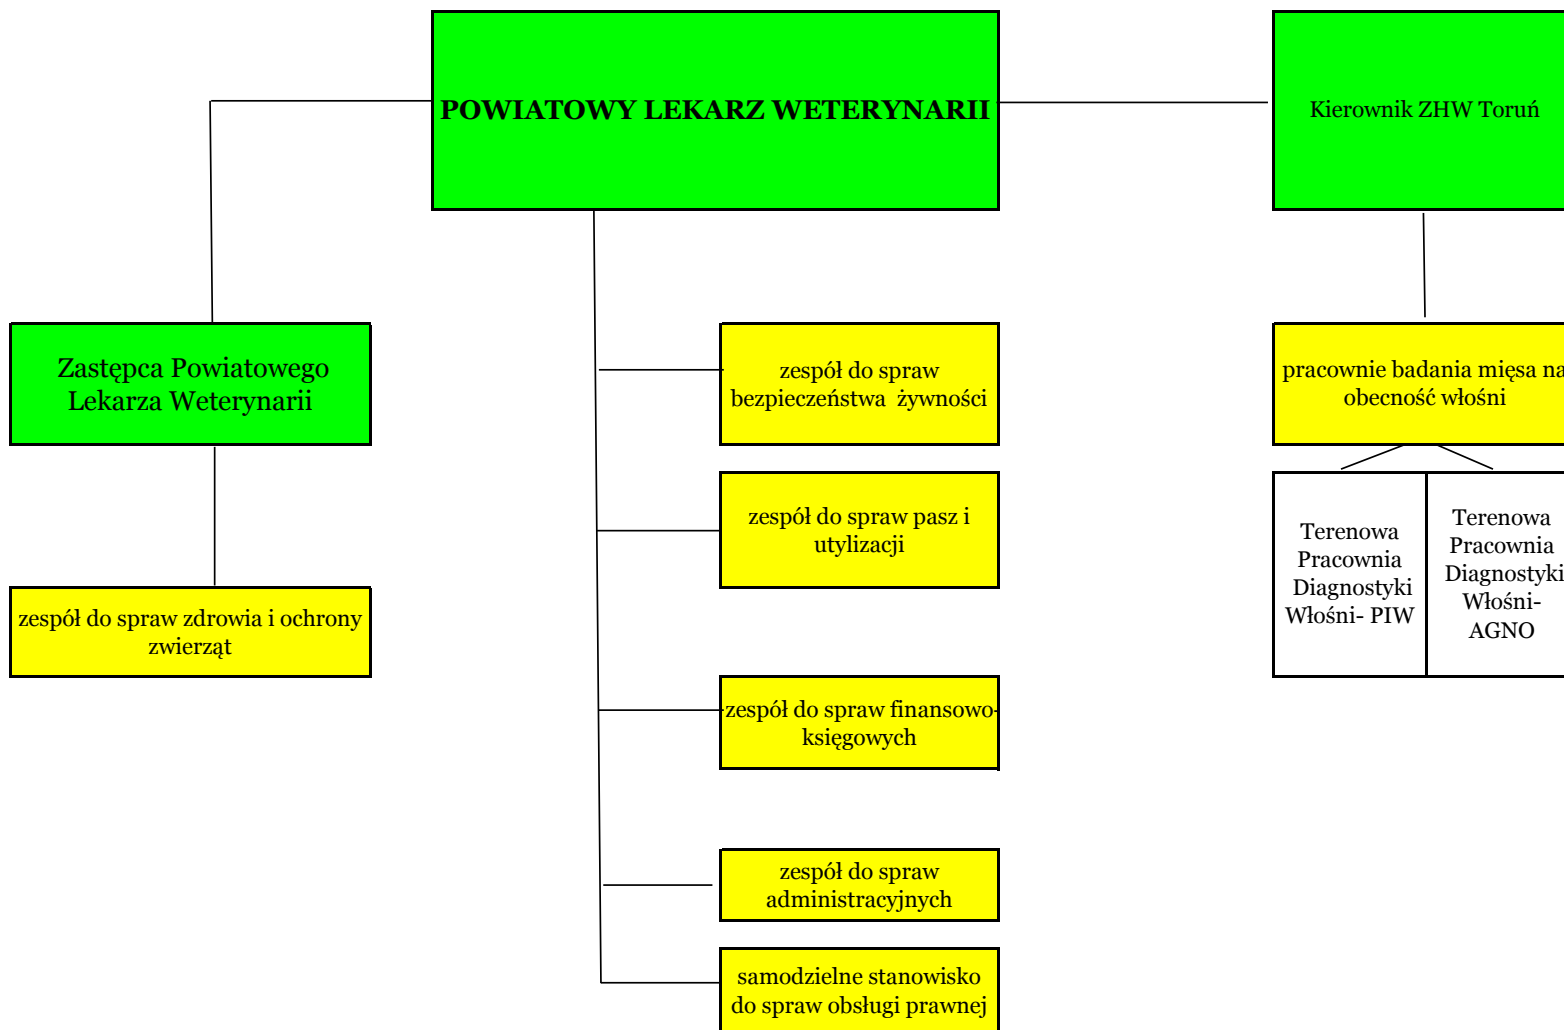 POWIATOWY LEKARZ WETERYNARII
Kierownik ZHW Toruń
Zastępca Powiatowego
Lekarza Weterynarii
zespół do spraw zdrowia i ochrony
zwierząt
zespół do spraw
bezpieczeństwa żywności
zespół do spraw pasz i
utylizacji
zespół do spraw finansowo-
księgowych
zespół do spraw
administracyjnych
samodzielne stanowisko
do spraw obsługi prawnej
pracownie badania mięsa na
obecność włośni
Terenowa
Pracownia
Diagnostyki
Włośni- PIW
Terenowa
Pracownia
Diagnostyki
Włośni-
AGNO